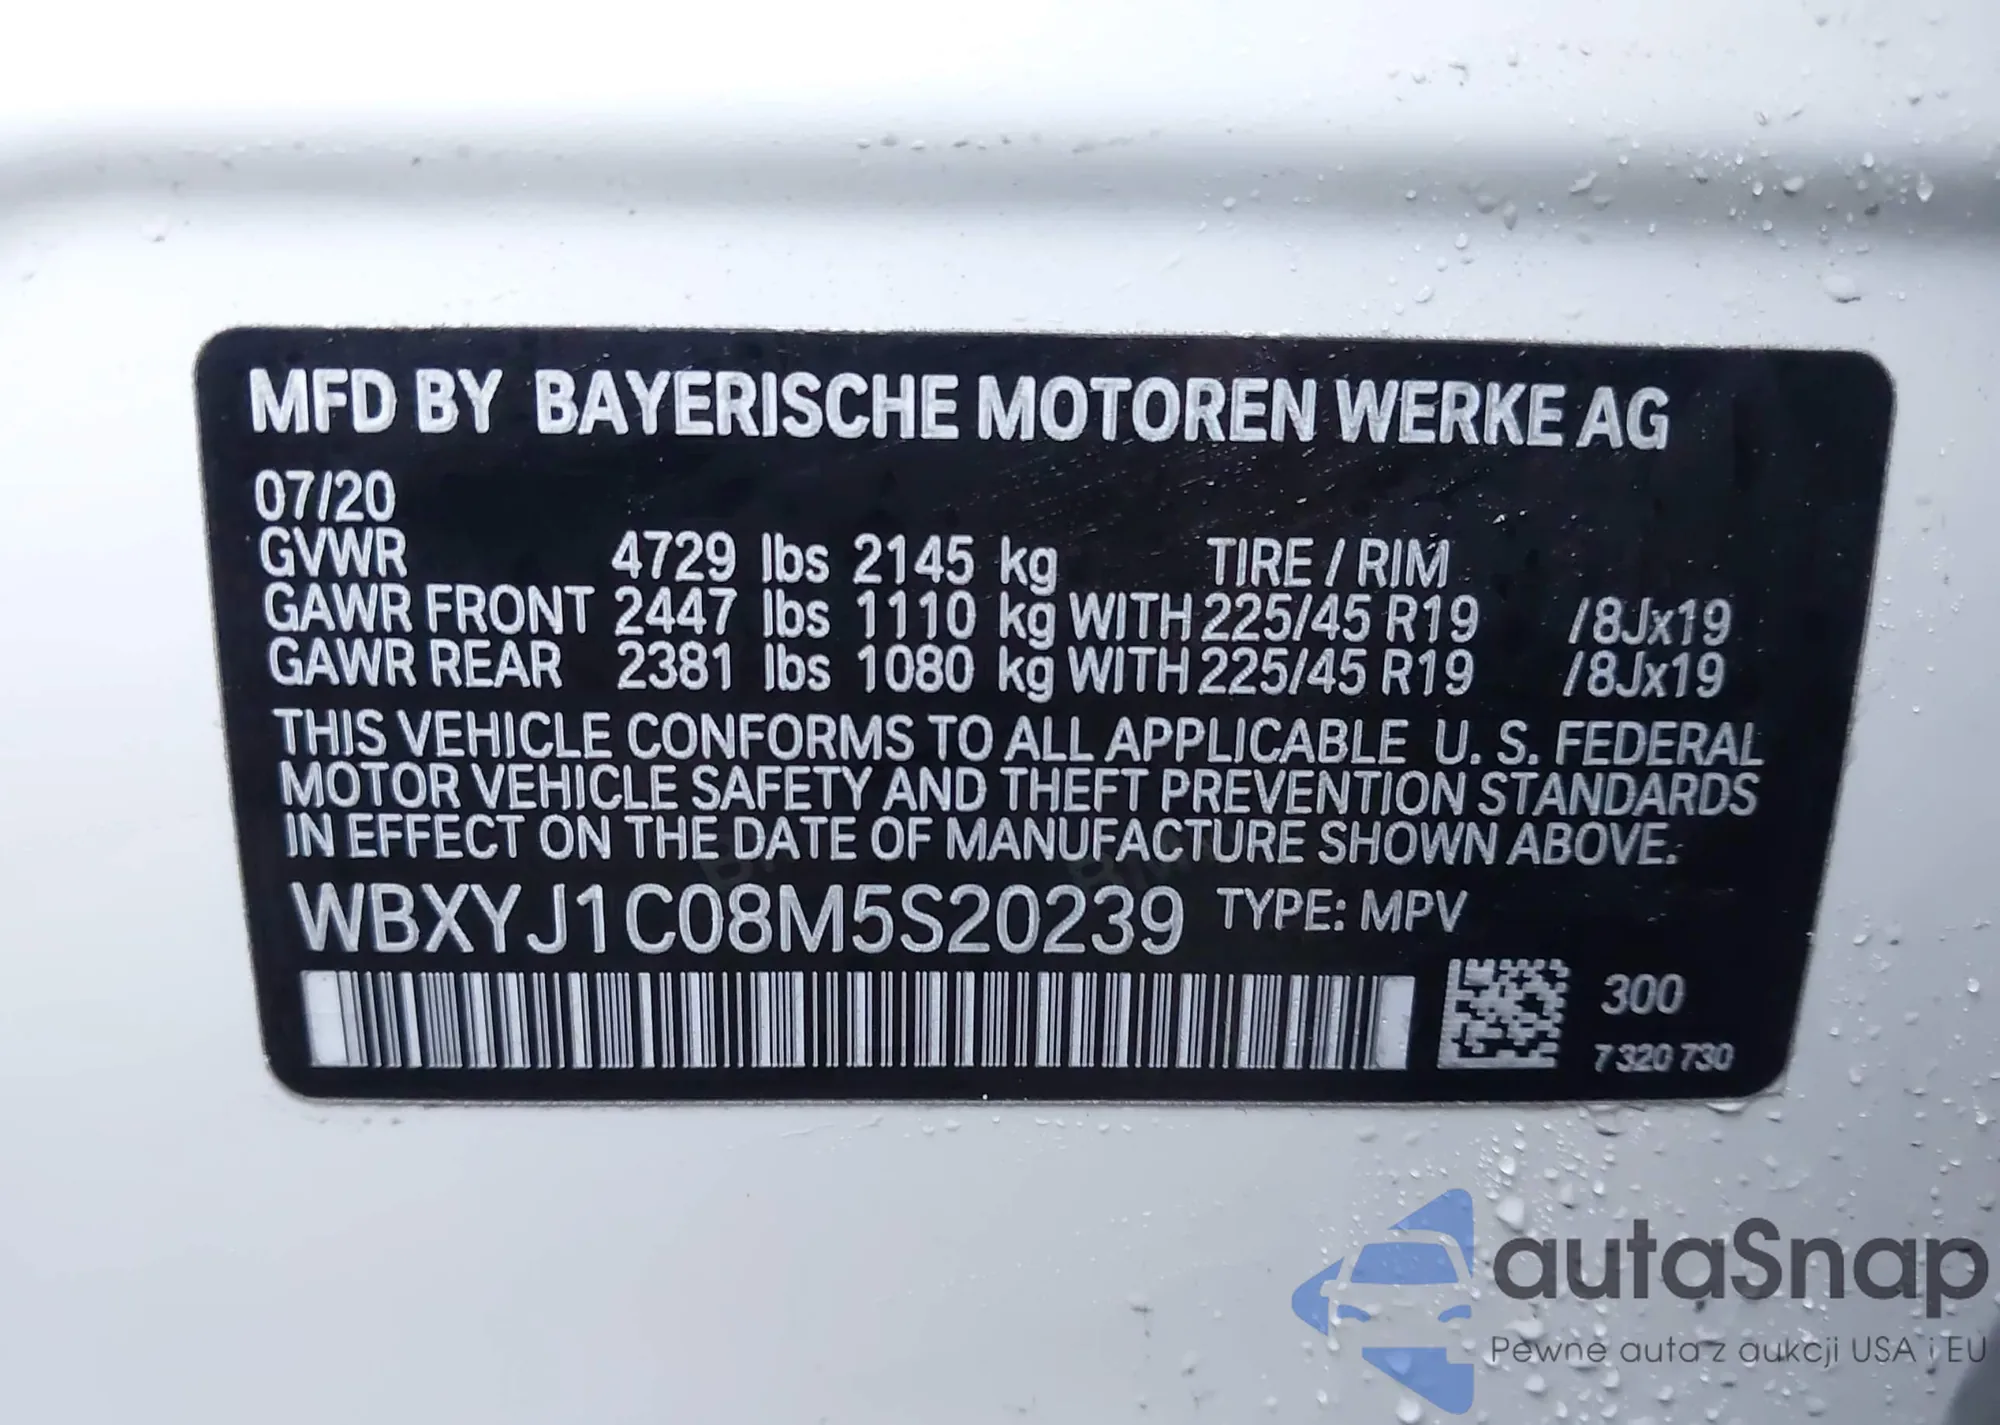 MFD BY BAYERISCHE MOTOREN WERKE AG
07/20
GVWR 4729 lbs 2145 kg TIRE / RIM
GAWR FRONT 2447 lbs 1110 kg WITH 225/45 R19 /8Jx19
GAWR REAR 2381 lbs 1080 kg WITH 225/45 R19 /8Jx19
THIS VEHICLE CONFORMS TO ALL APPLICABLE U. S. FEDERAL
MOTOR VEHICLE SAFETY AND THEFT PREVENTION STANDARDS
IN EFFECT ON THE DATE OF MANUFACTURE SHOWN ABOVE.
WBXYJ1C08M5S20239 TYPE: MPV
300
7 320 730
autaSnap
Pewne auta z aukcji USA i EU